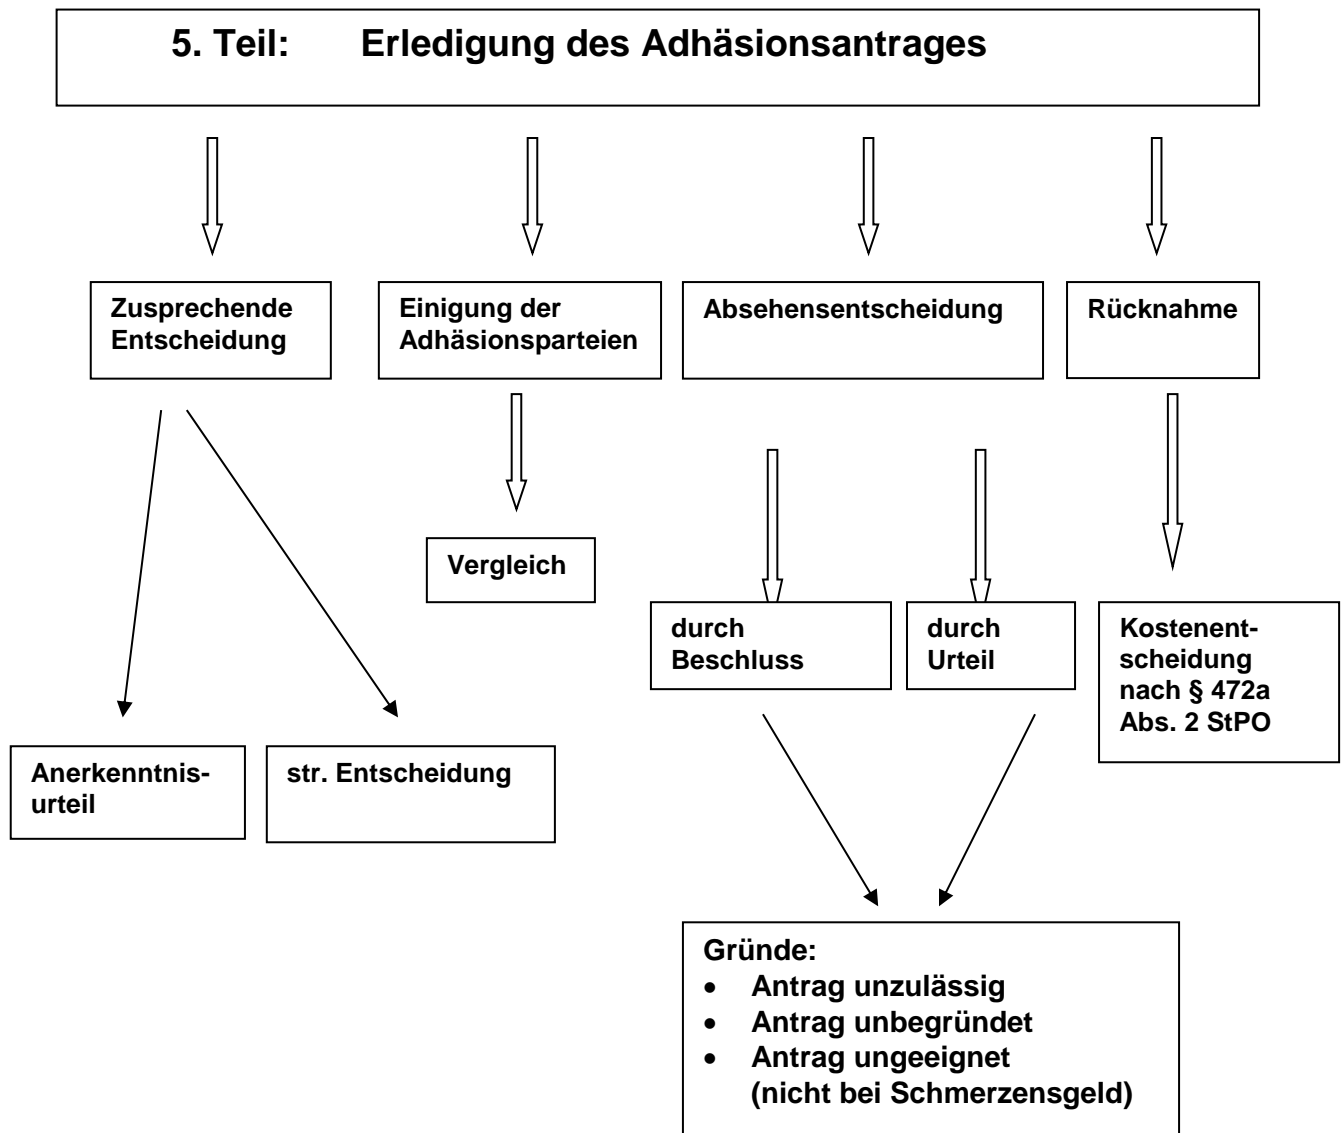 5. Teil: Erledigung des Adhäsionsantrages
Zusprechende
Entscheidung
Einigung der
Adhäsionsparteien
Absehensentscheidung
Rücknahme
Vergleich
durch
Beschluss
durch
Urteil
Kostenent-
scheidung
nach § 472a
Abs. 2 StPO
Anerkenntnis-
urteil
str. Entscheidung
Gründe:
• Antrag unzulässig
• Antrag unbegründet
• Antrag ungeeignet
(nicht bei Schmerzensgeld)